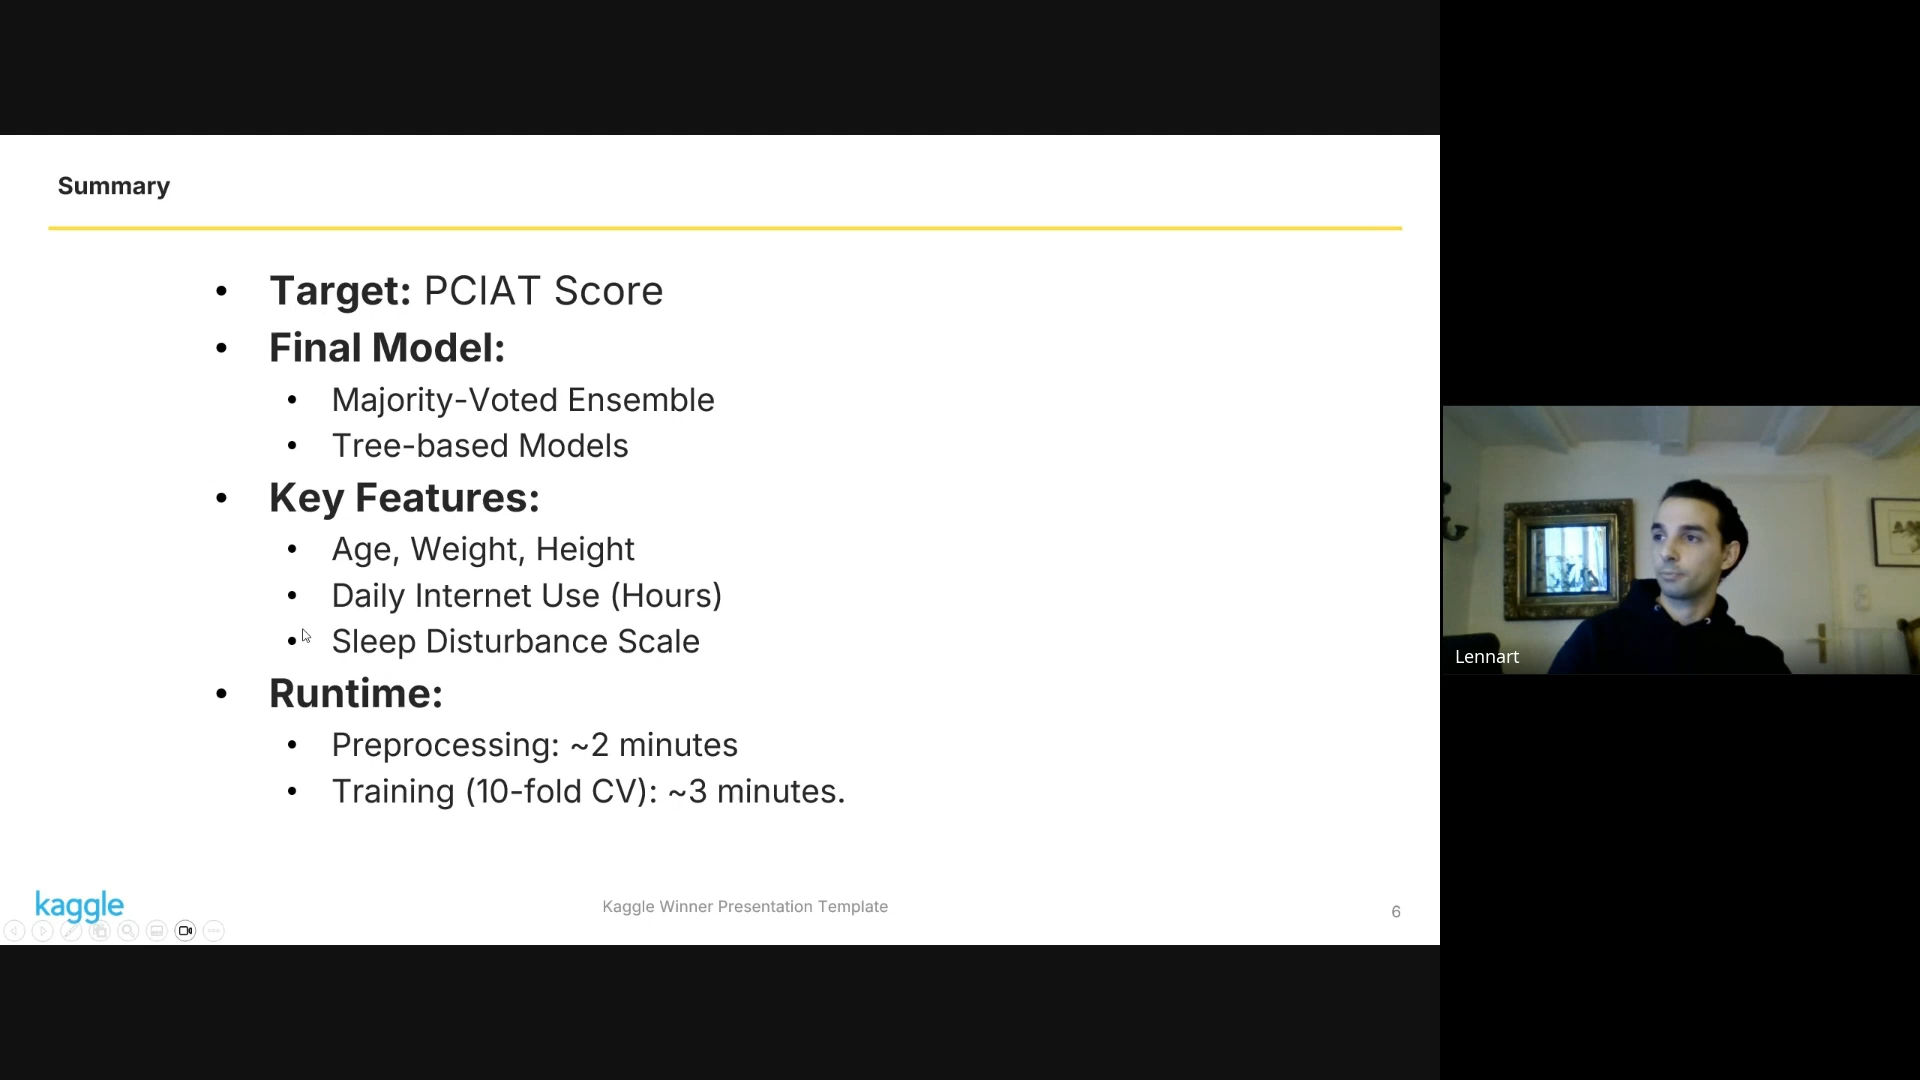 Summary
• Target: PCIAT Score
• Final Model:
• Majority-Voted Ensemble
• Tree-based Models
• Key Features:
• Age, Weight, Height
• Daily Internet Use (Hours)
• Sleep Disturbance Scale
• Runtime:
• Preprocessing: ~2 minutes
• Training (10-fold CV): ~3 minutes.
kaggle
Kaggle Winner Presentation Template
6
Lennart